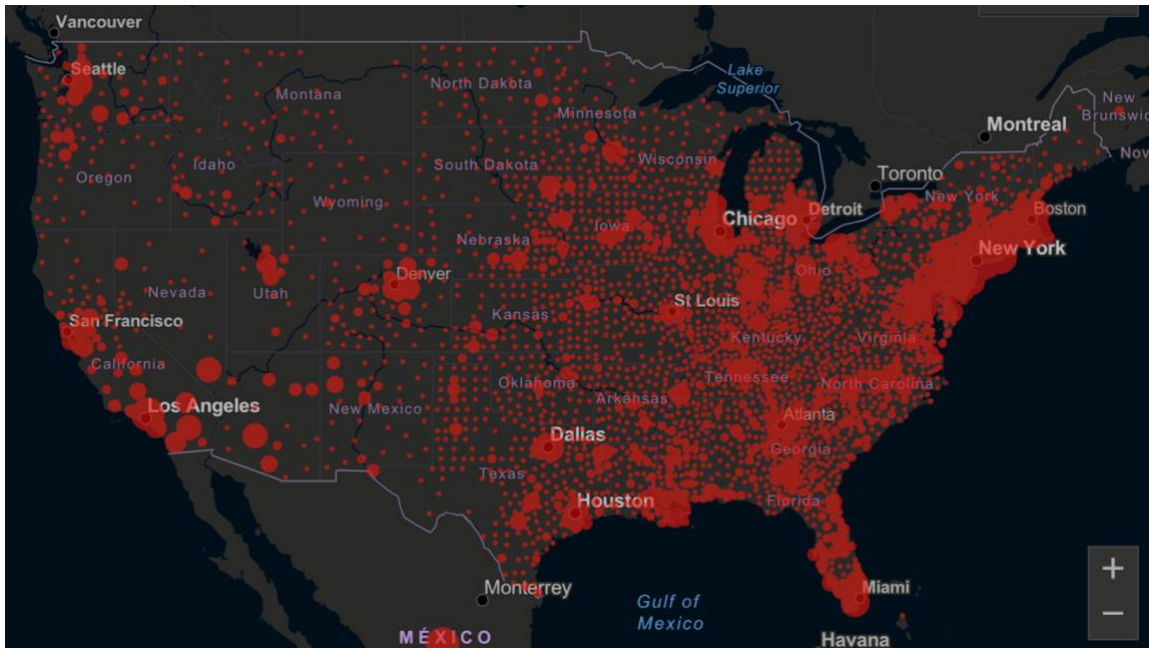 Vancouver
Seattle
Montana
North Dakota
Lake
Superior
Minnesota
New
Brunswic
Montreal
Nov
Oregon
Idaho
South Dakota
Wisconsin
Toronto
Wyoming
New York
Chicago
Detroit
Boston
Nebraska
Iowa
New York
Denver
Ohio
Nevada
Utah
Kansas
St Louis
San Francisco
Kentucky
Virginia
California
Oklahoma
Tennessee
North Carolina
Los Angeles
New Mexico
Arkansas
Atlanta
Dallas
Georgia
Texas
Houston
Florida
Monterrey
Gulf of
Mexico
Miami
MÉXICO
Havana
+
−